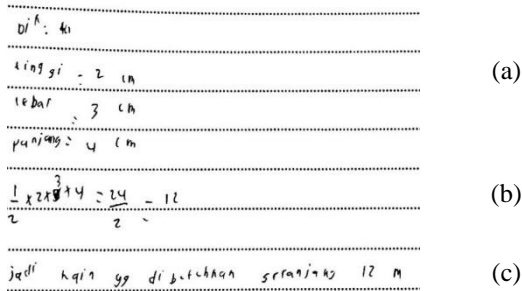 Dik:
tinggi = 2 cm (a)
lebar = 3 cm
panjang = 4 cm
1/2 x 2 x 3 x 4 = 24/2 = 12 (b)
jadi kain yg dibutuhkan sepanjang 12 m (c)